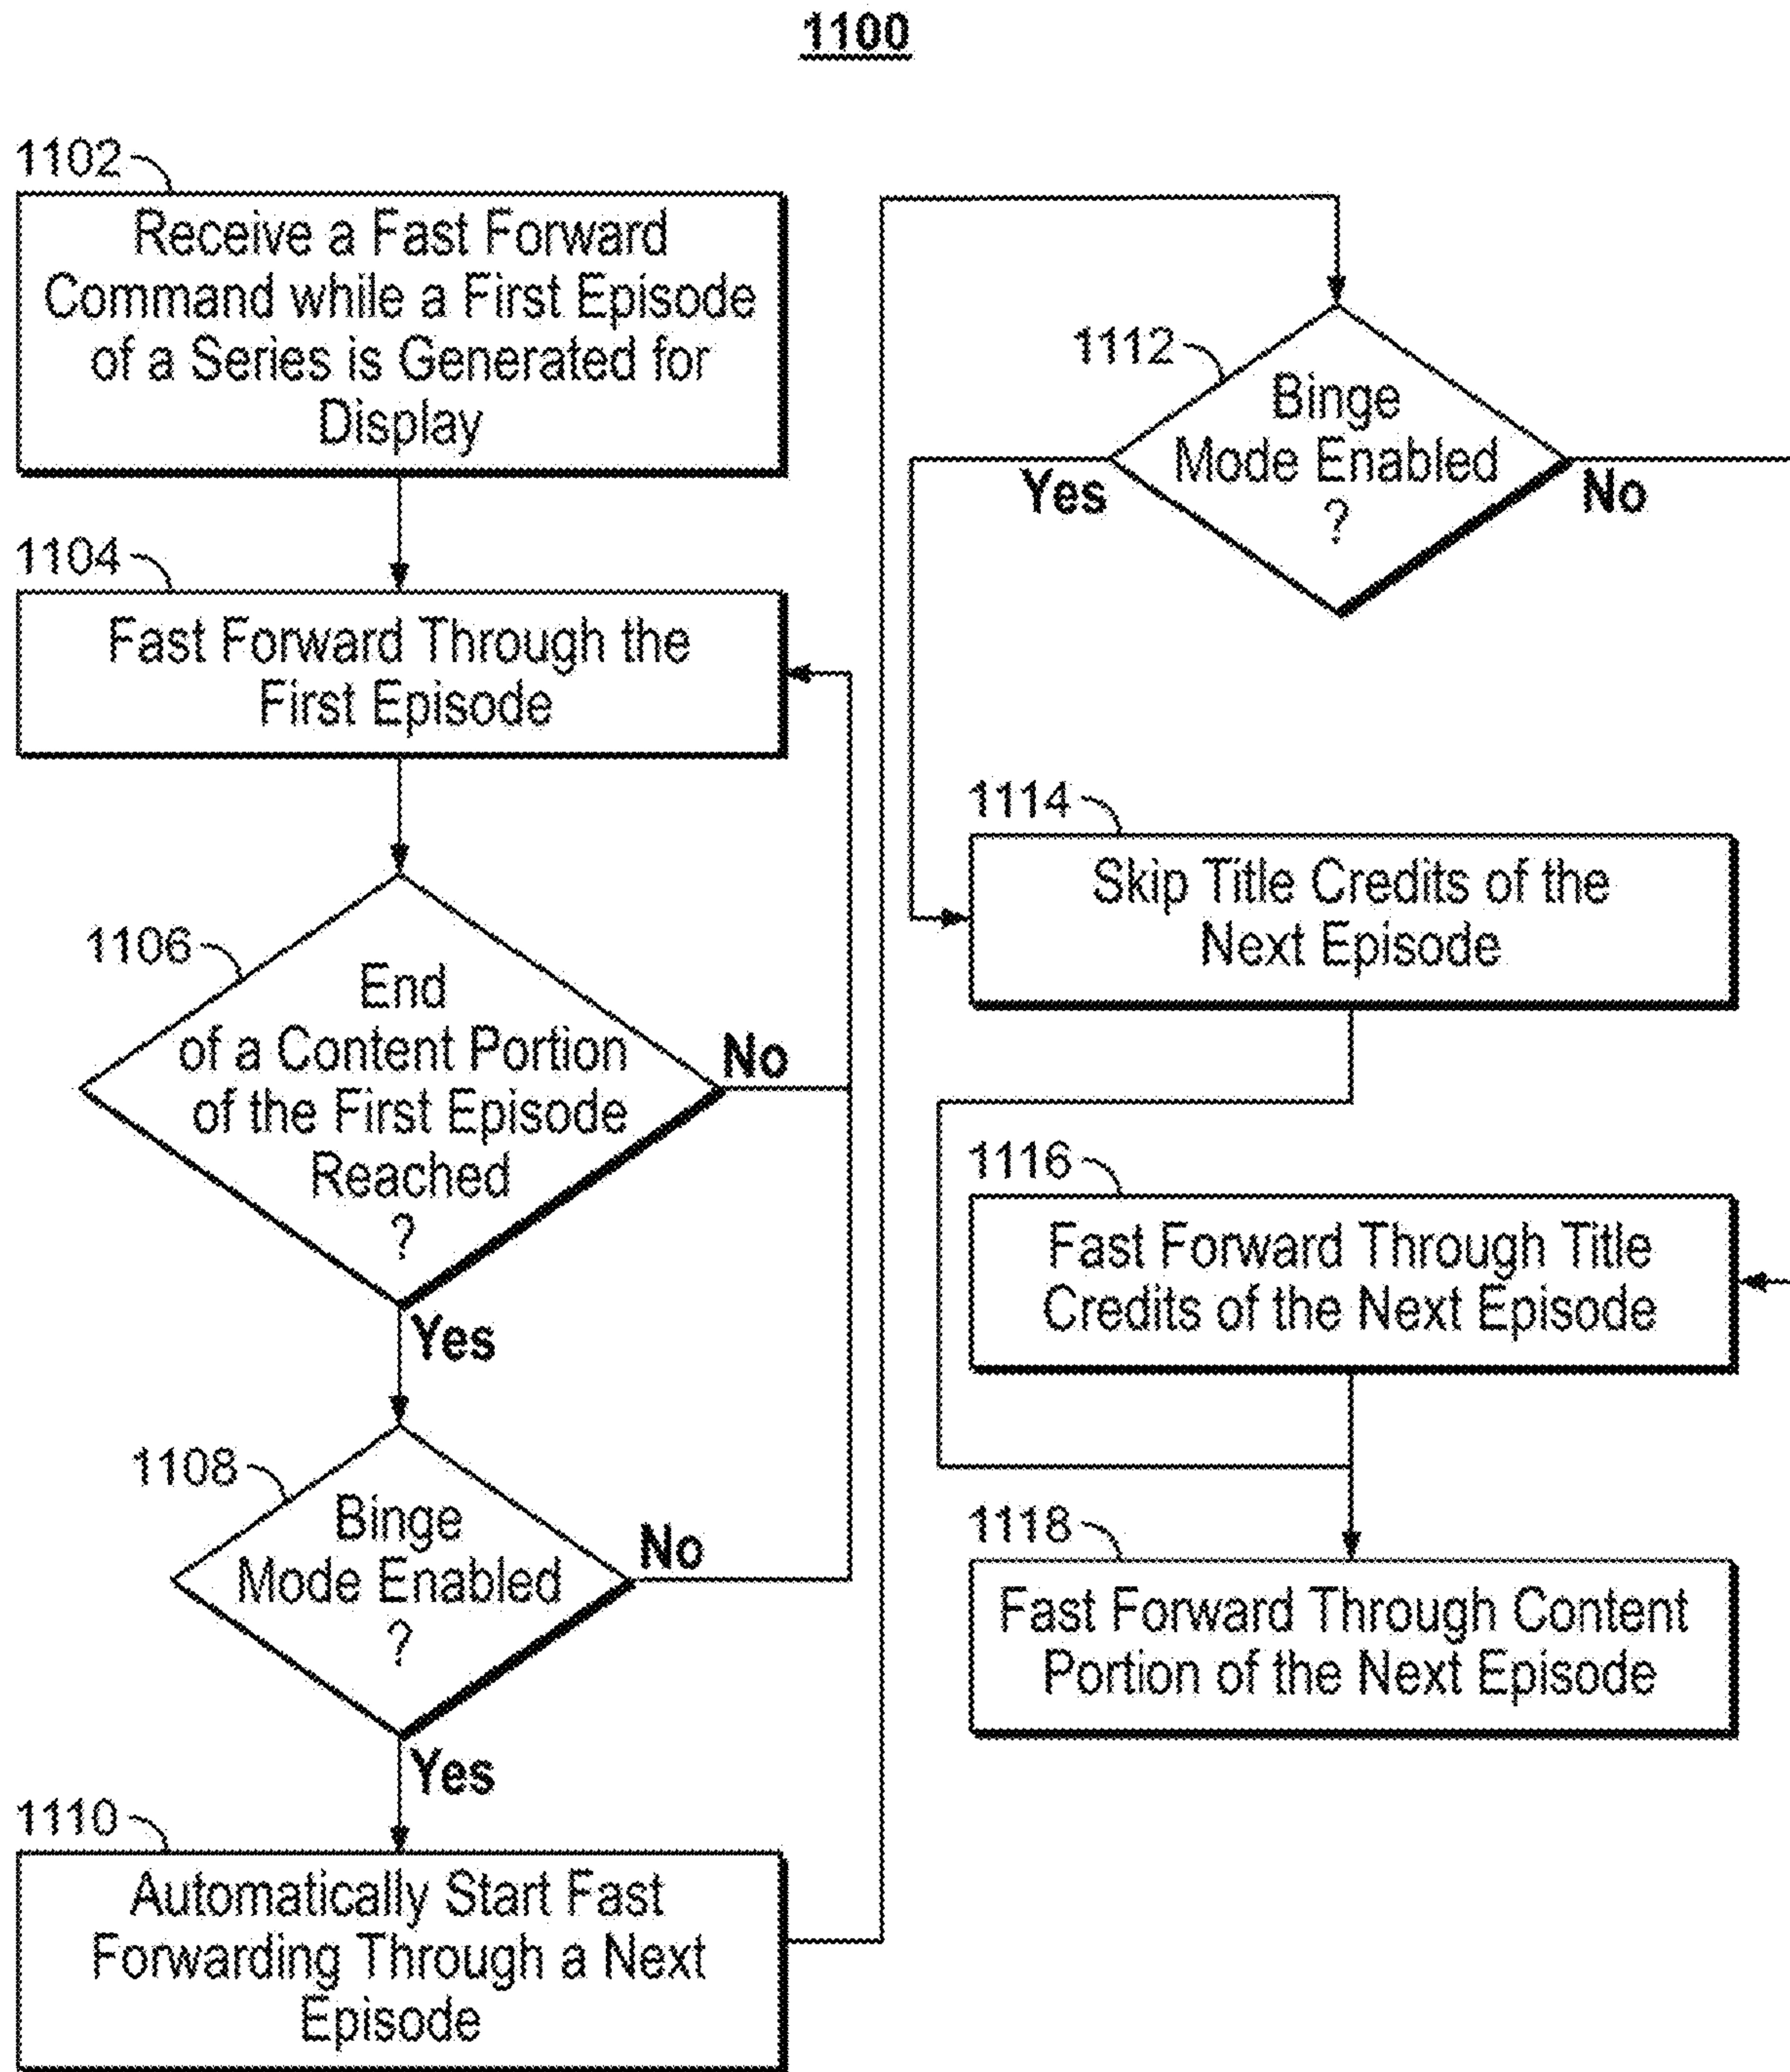 1100
1102
Receive a Fast Forward
Command while a First Episode
of a Series is Generated for
Display
1104
Fast Forward Through the
First Episode
1106
End
of a Content Portion
of the First Episode
Reached
?
No
Yes
1108
Binge
Mode Enabled
?
No
Yes
1110
Automatically Start Fast
Forwarding Through a Next
Episode
1112
Binge
Mode Enabled
?
Yes
No
1114
Skip Title Credits of the
Next Episode
1116
Fast Forward Through Title
Credits of the Next Episode
1118
Fast Forward Through Content
Portion of the Next Episode